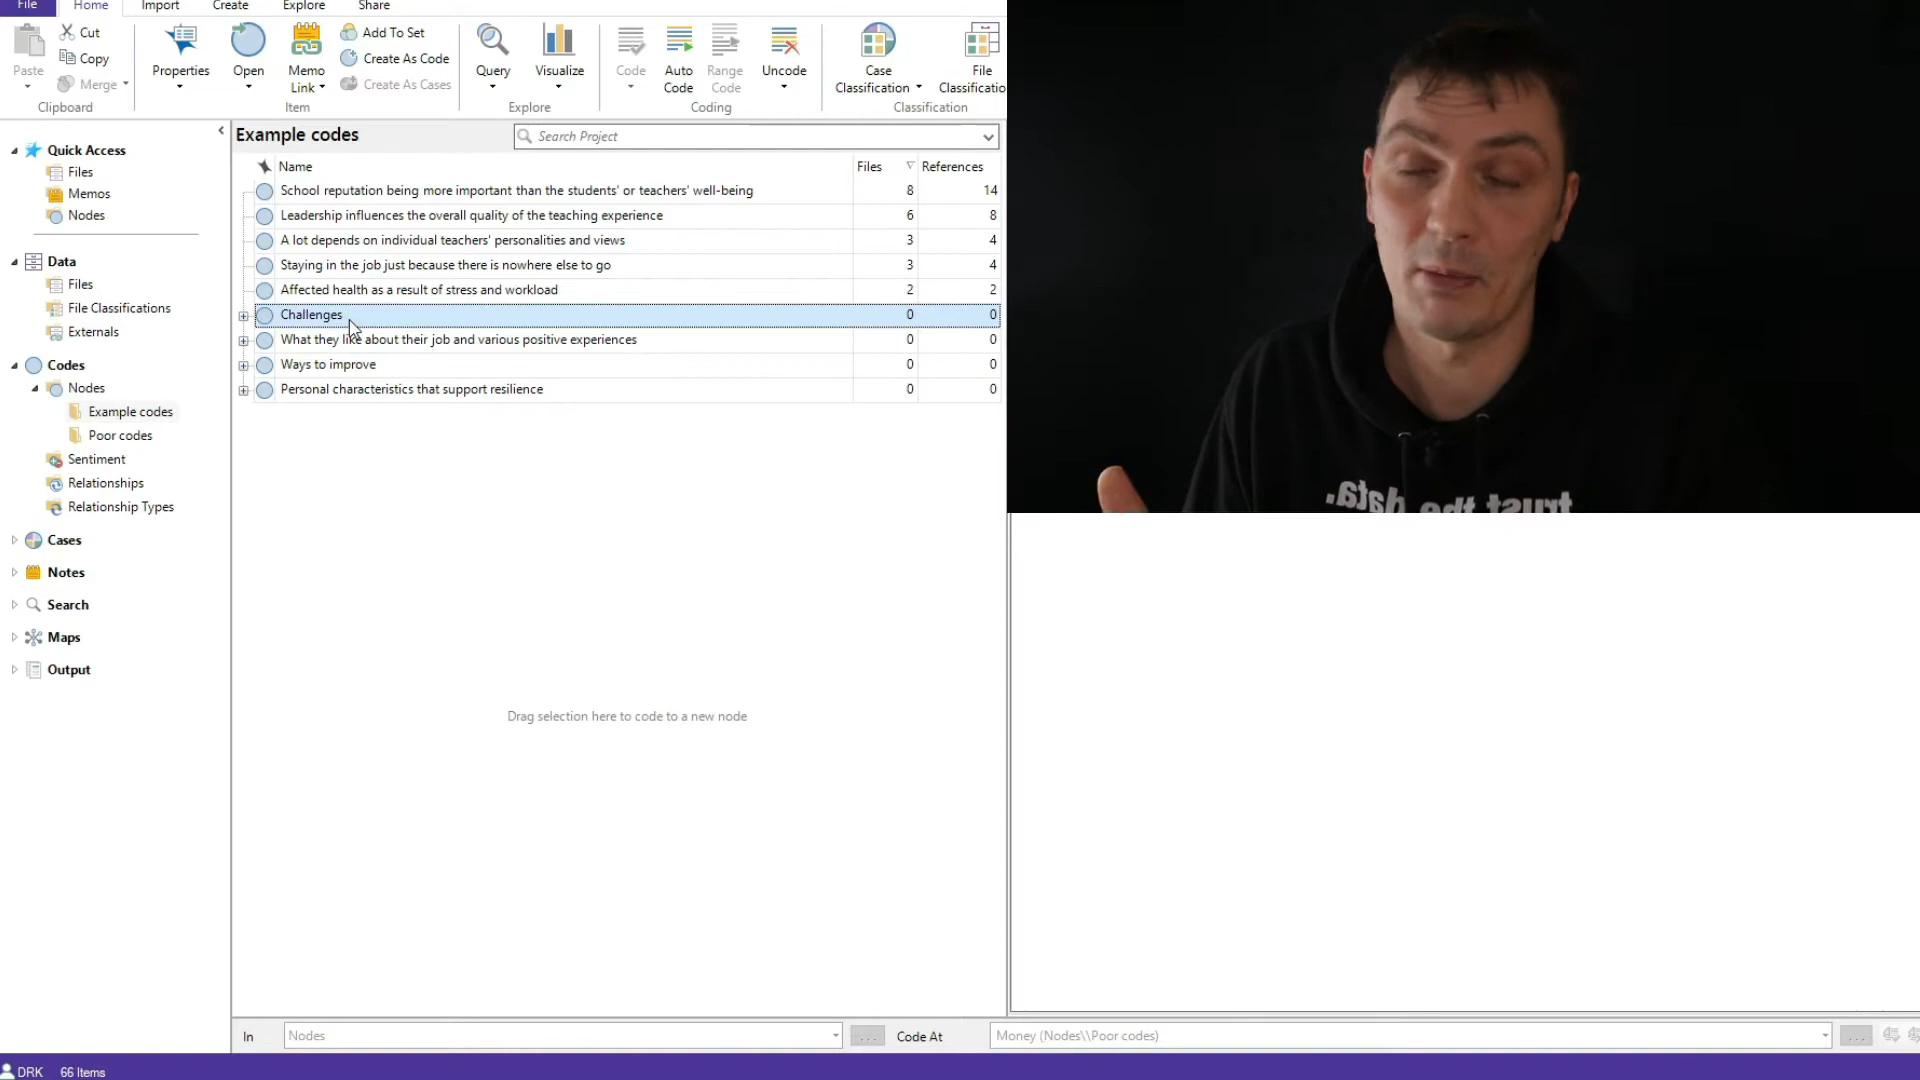 File Home Import Create Explore Share
Paste
Cut
Copy
Merge
Clipboard
Properties
Open
Memo Link
Add To Set
Create As Code
Create As Cases
Item
Query
Visualize
Explore
Code
Auto Code
Range Code
Uncode
Coding
Case Classification
File Classificatio
Classification
Quick Access
Files
Memos
Nodes
Data
Files
File Classifications
Externals
Codes
Nodes
Example codes
Poor codes
Sentiment
Relationships
Relationship Types
Cases
Notes
Search
Maps
Output
Example codes
Search Project
Name Files References
School reputation being more important than the students' or teachers' well-being 8 14
Leadership influences the overall quality of the teaching experience 6 8
A lot depends on individual teachers' personalities and views 3 4
Staying in the job just because there is nowhere else to go 3 4
Affected health as a result of stress and workload 2 2
Challenges 0 0
What they like about their job and various positive experiences 0 0
Ways to improve 0 0
Personal characteristics that support resilience 0 0
Drag selection here to code to a new node
trust the data.
In Nodes ... Code At Money (Nodes\\Poor codes) ...
DRK 66 Items